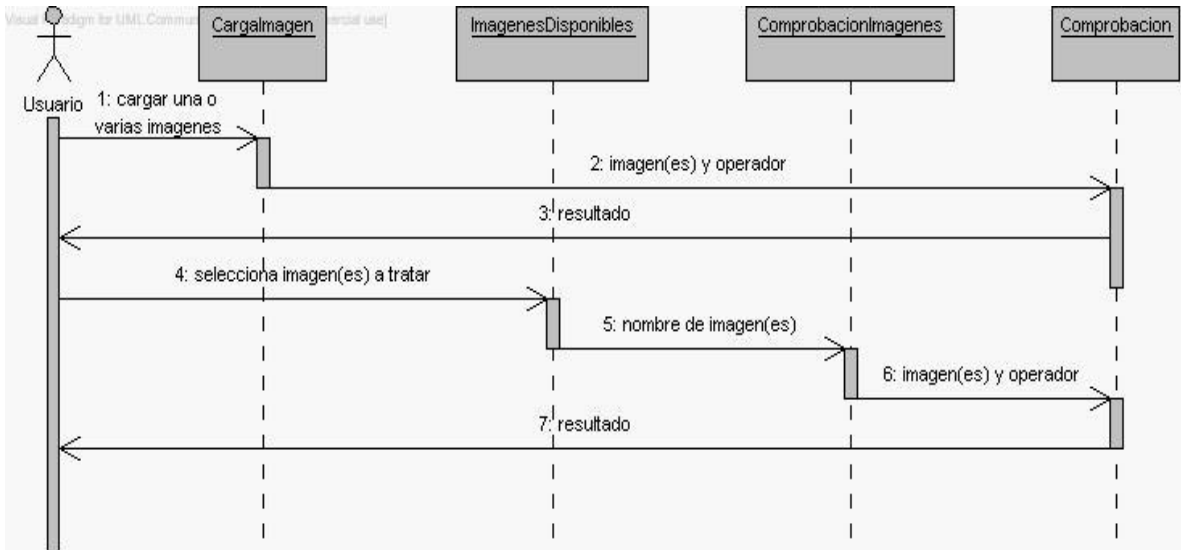 CargaImagen
ImagenesDisponibles
ComprobacionImagenes
Comprobacion
Usuario
1: cargar una o
varias imagenes
2: imagen(es) y operador
3: resultado
4: selecciona imagen(es) a tratar
5: nombre de imagen(es)
6: imagen(es) y operador
7: resultado